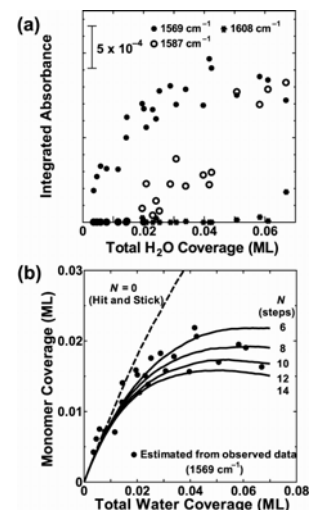 (a)
● 1569 cm⁻¹ ● 1608 cm⁻¹
○ 1587 cm⁻¹
5 × 10⁻⁴
Integrated Absorbance
0 0.02 0.04 0.06
Total H₂O Coverage (ML)
(b)
0.03
N = 0
(Hit and Stick)
N
(steps)
6
0.02
8
10
12
14
0.01
Monomer Coverage (ML)
● Estimated from observed data
(1569 cm⁻¹)
0
0 0.02 0.04 0.06 0.08
Total Water Coverage (ML)